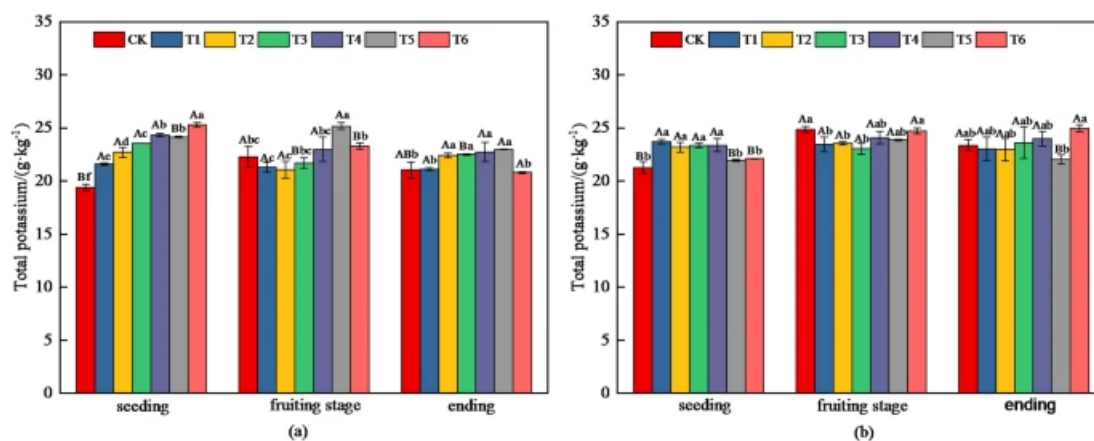 35
30
25
20
15
10
5
0
Total potassium/(g·kg⁻¹)
CK T1 T2 T3 T4 T5 T6
Bf Ae Ad Ac Ab Bb Aa
Abc Ac Ac Bbc Abc Aa Bb
ABb Ab Aa Ba Aa Aa Ab
seeding fruiting stage ending
(a)
35
30
25
20
15
10
5
0
Total potassium/(g·kg⁻¹)
CK T1 T2 T3 T4 T5 T6
Bb Aa Aa Aa Aa Bb Bb
Aa Ab Ab Ab Aab Aab Aa
Aab Aab Aab Aab Aab Bb Aa
seeding fruiting stage ending
(b)